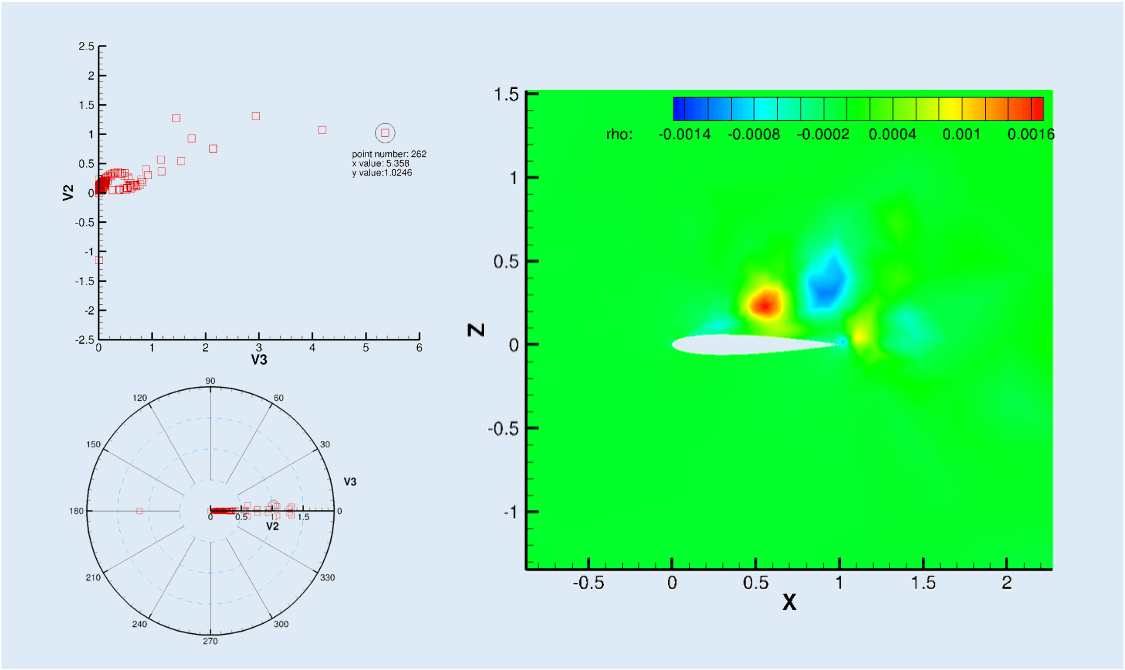 2.5
2
1.5
1
0.5
0
-0.5
-1
-1.5
-2
-2.5
V2
point number: 262
x value: 5.358
y value:1.0246
0 1 2 3 4 5 6
V3
90
120 60
150 30
V3
180 0 0.5 1 1.5 0
V2
210 330
240 300
270
rho: -0.0014 -0.0008 -0.0002 0.0004 0.001 0.0016
1.5
1
0.5
0
-0.5
-1
Z
-0.5 0 0.5 1 1.5 2
X